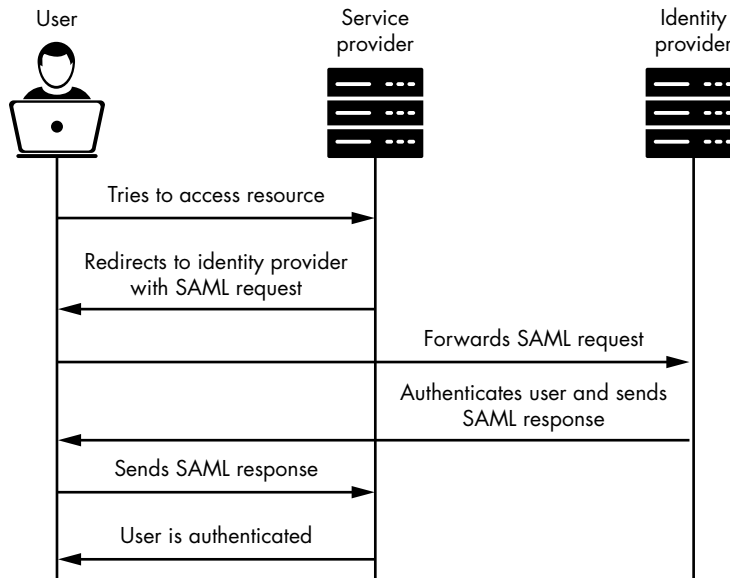 User
Service
provider
Identity
provider
Tries to access resource
Redirects to identity provider
with SAML request
Forwards SAML request
Authenticates user and sends
SAML response
Sends SAML response
User is authenticated